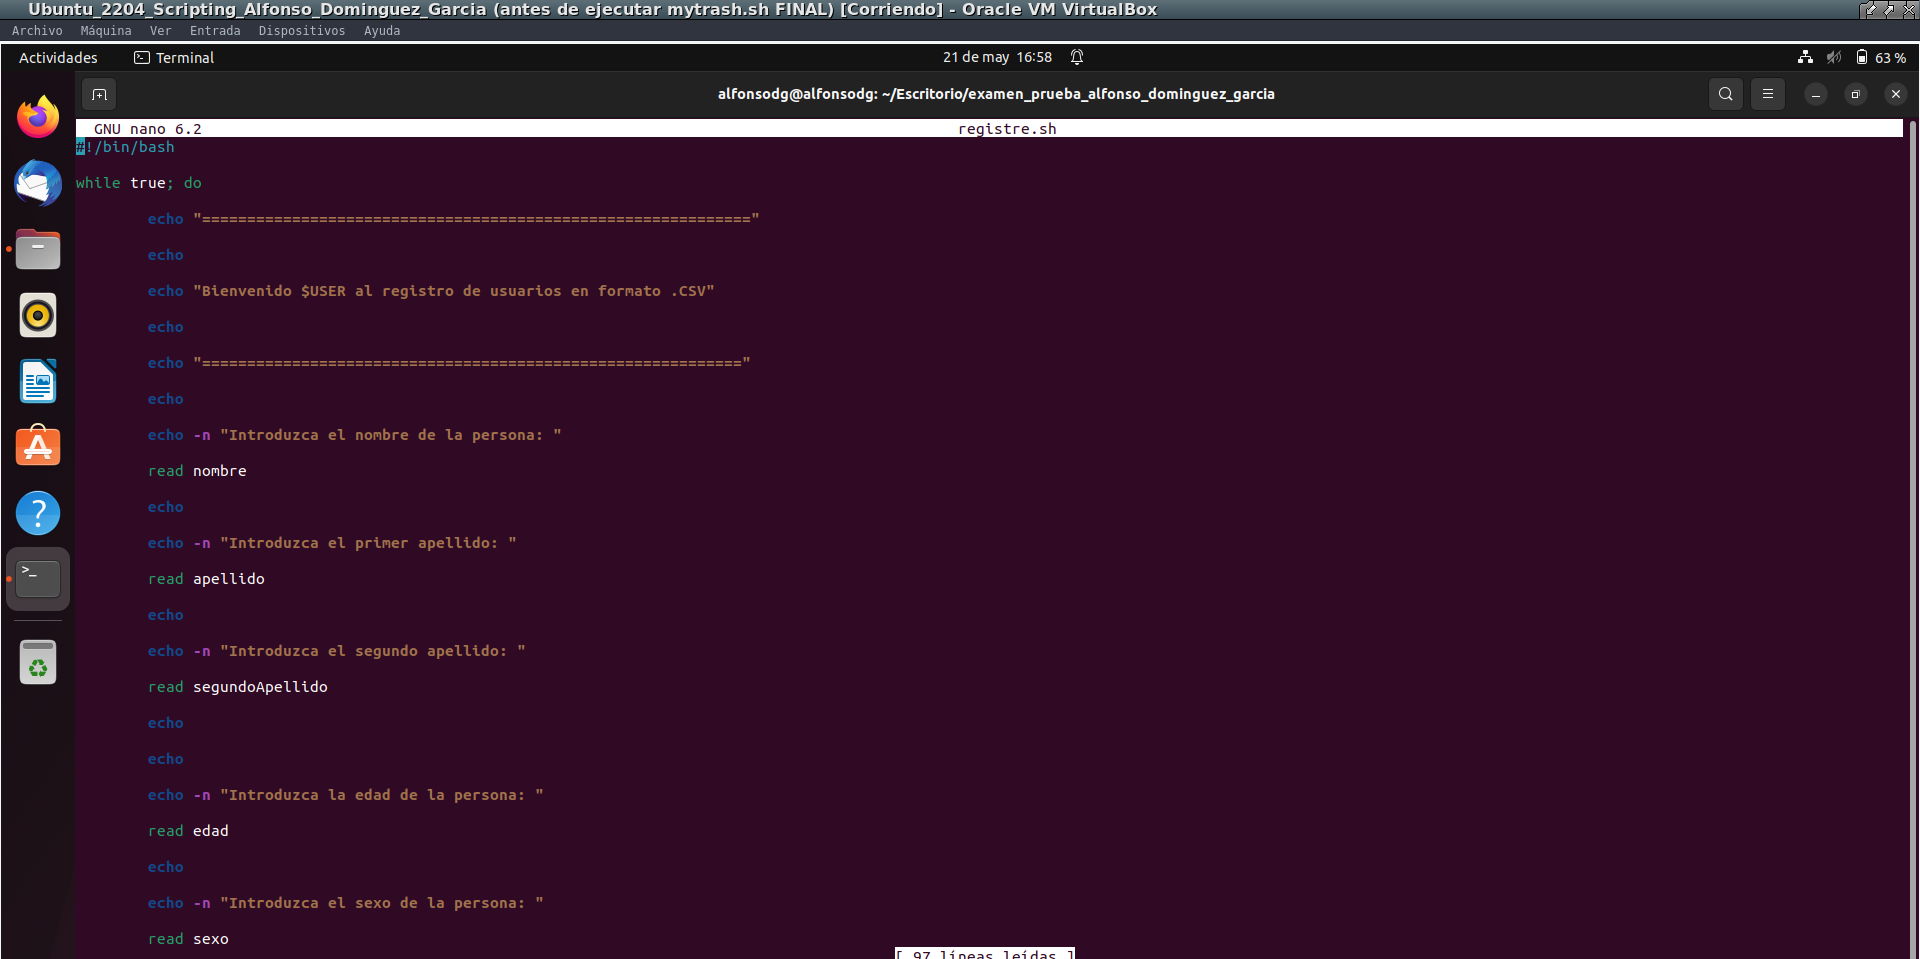 Ubuntu_2204_Scripting_Alfonso_Dominguez_Garcia (antes de ejecutar mytrash.sh FINAL) [Corriendo] - Oracle VM VirtualBox
Archivo Máquina Ver Entrada Dispositivos Ayuda
Actividades Terminal 21 de may 16:58 63 %
alfonsodg@alfonsodg: ~/Escritorio/examen_prueba_alfonso_dominguez_garcia
GNU nano 6.2 registre.sh
#!/bin/bash
while true; do
echo "============================================================="
echo
echo "Bienvenido $USER al registro de usuarios en formato .CSV"
echo
echo "============================================================"
echo
echo -n "Introduzca el nombre de la persona: "
read nombre
echo
echo -n "Introduzca el primer apellido: "
read apellido
echo
echo -n "Introduzca el segundo apellido: "
read segundoApellido
echo
echo
echo -n "Introduzca la edad de la persona: "
read edad
echo
echo -n "Introduzca el sexo de la persona: "
read sexo
[ 97 líneas leídas ]